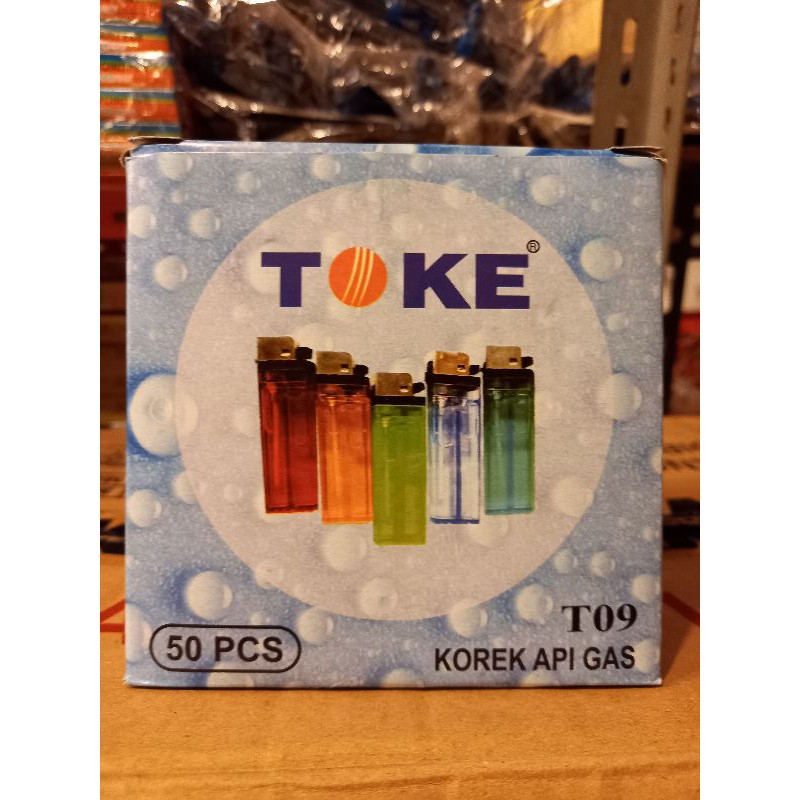 TOKE®
T09
50 PCS
KOREK API GAS